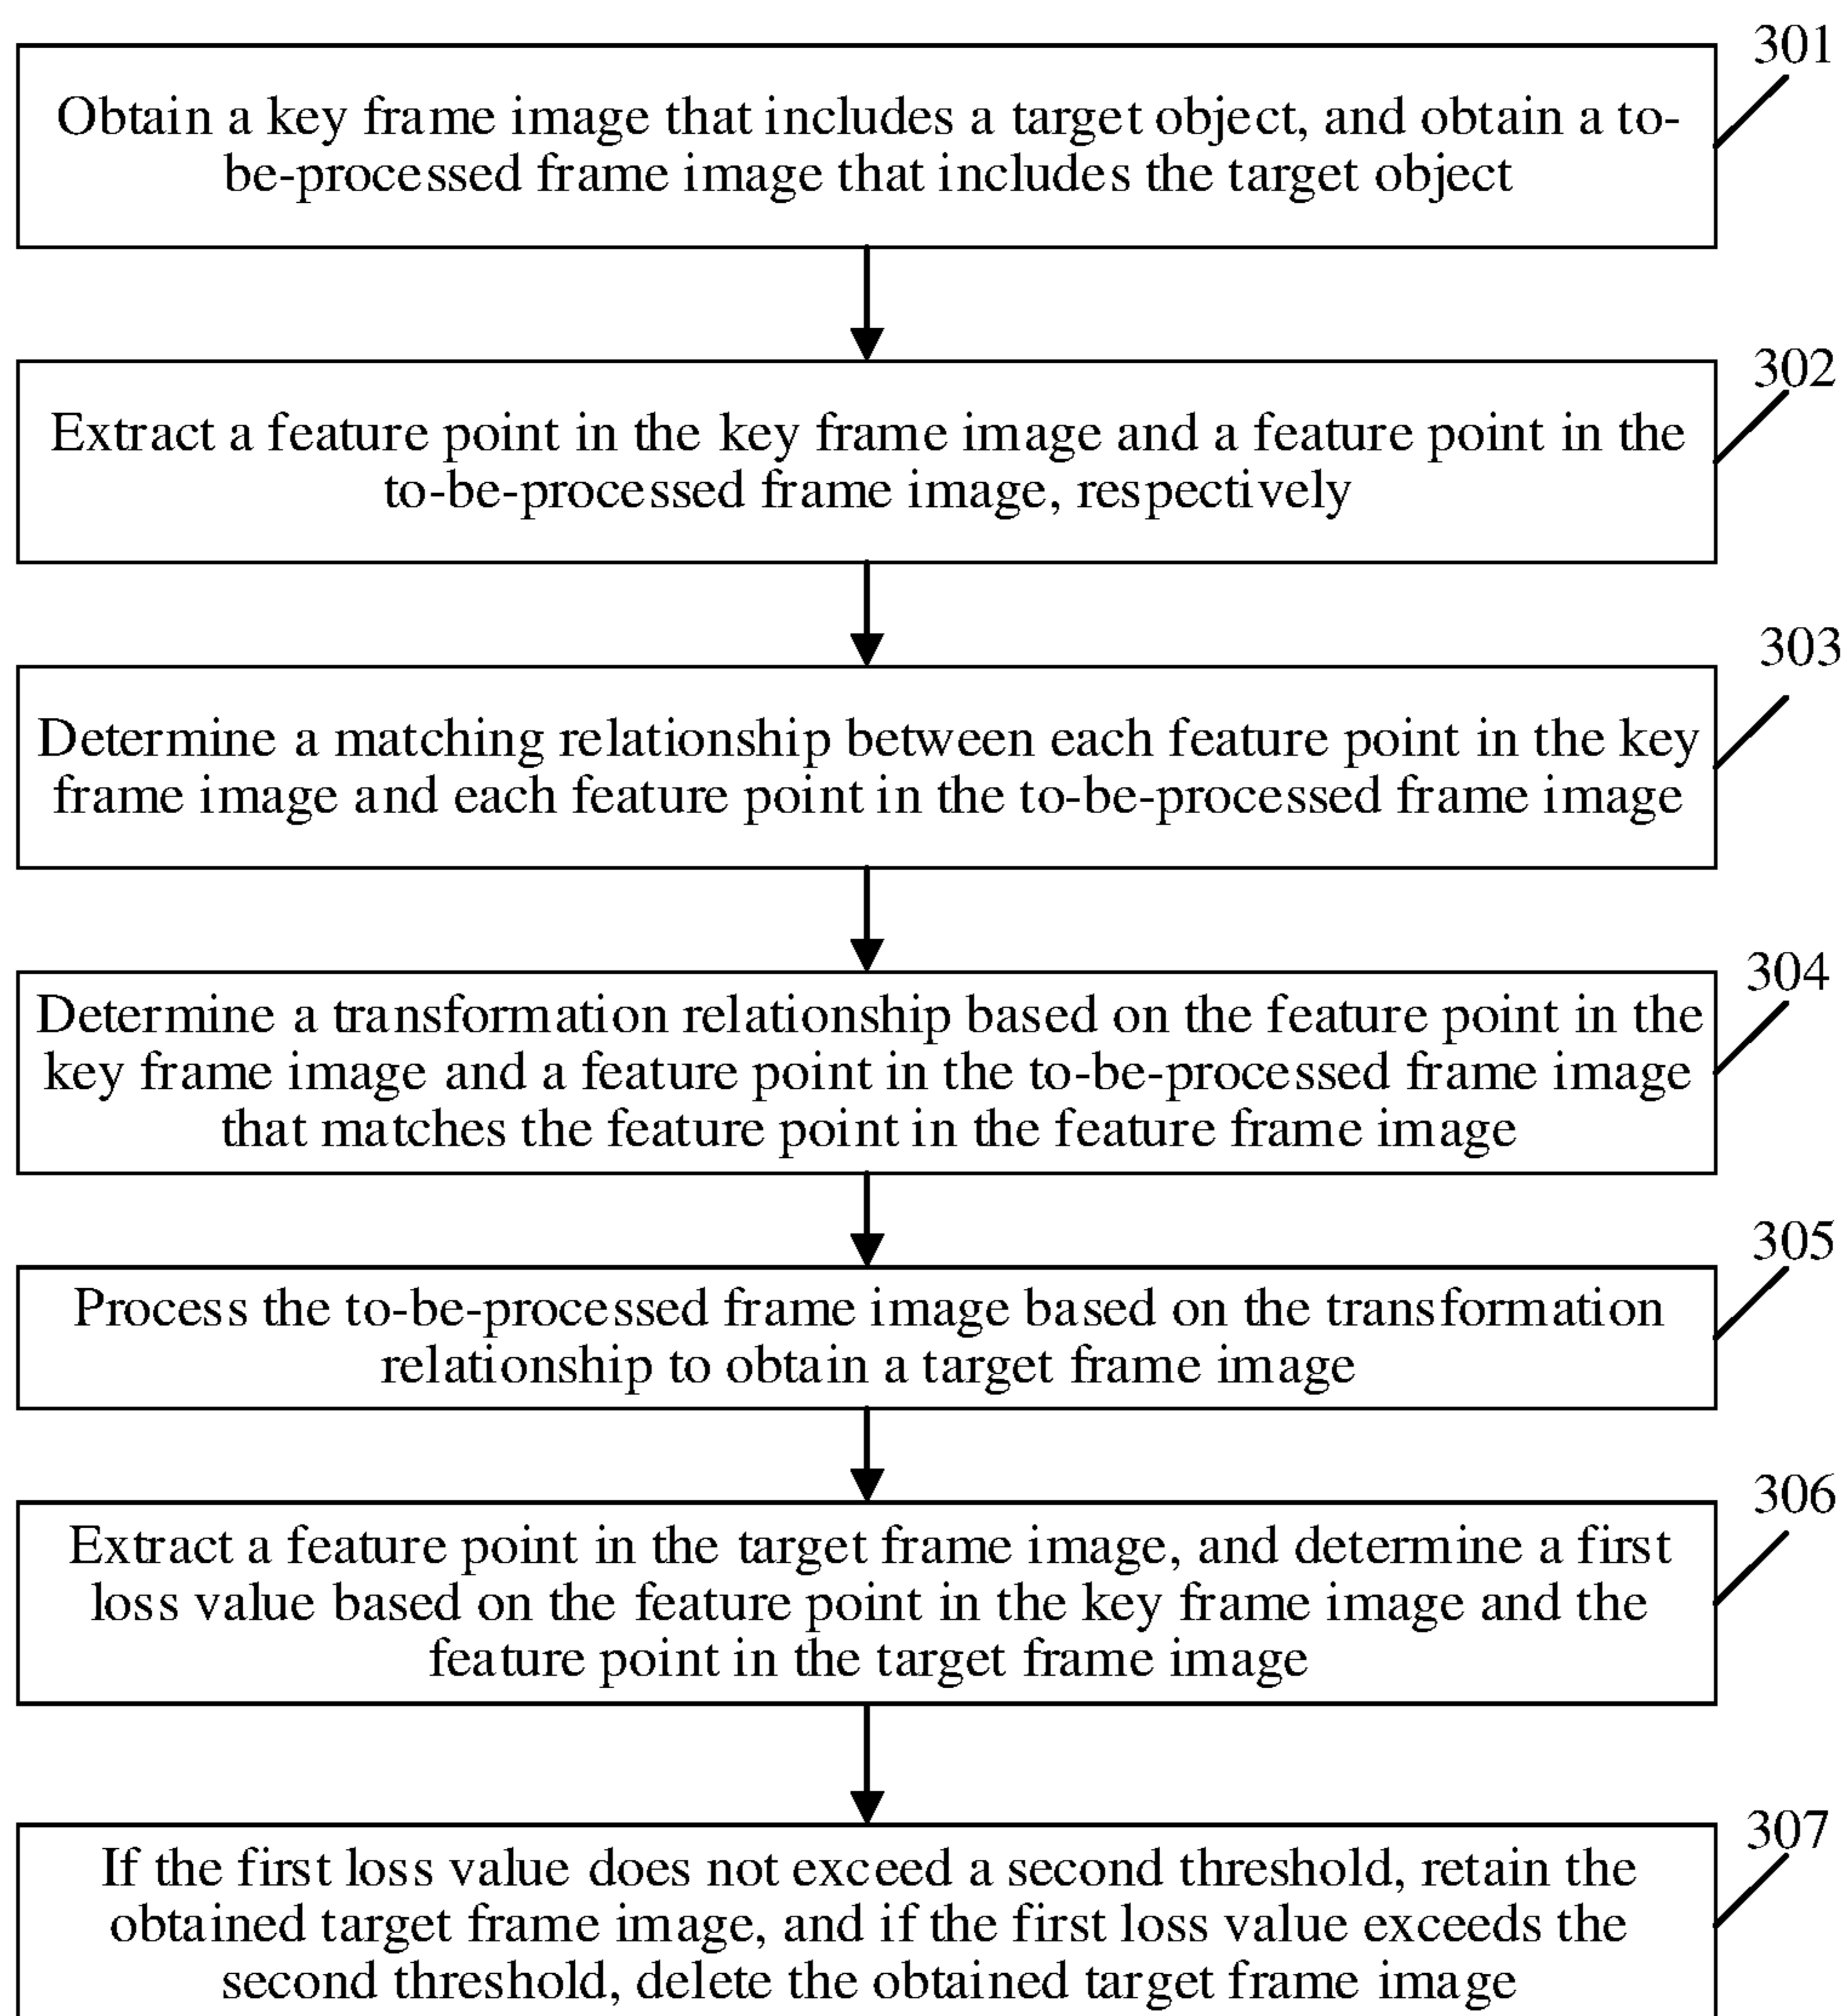 301
Obtain a key frame image that includes a target object, and obtain a to-
be-processed frame image that includes the target object
302
Extract a feature point in the key frame image and a feature point in the
to-be-processed frame image, respectively
303
Determine a matching relationship between each feature point in the key
frame image and each feature point in the to-be-processed frame image
304
Determine a transformation relationship based on the feature point in the
key frame image and a feature point in the to-be-processed frame image
that matches the feature point in the feature frame image
305
Process the to-be-processed frame image based on the transformation
relationship to obtain a target frame image
306
Extract a feature point in the target frame image, and determine a first
loss value based on the feature point in the key frame image and the
feature point in the target frame image
307
If the first loss value does not exceed a second threshold, retain the
obtained target frame image, and if the first loss value exceeds the
second threshold, delete the obtained target frame image